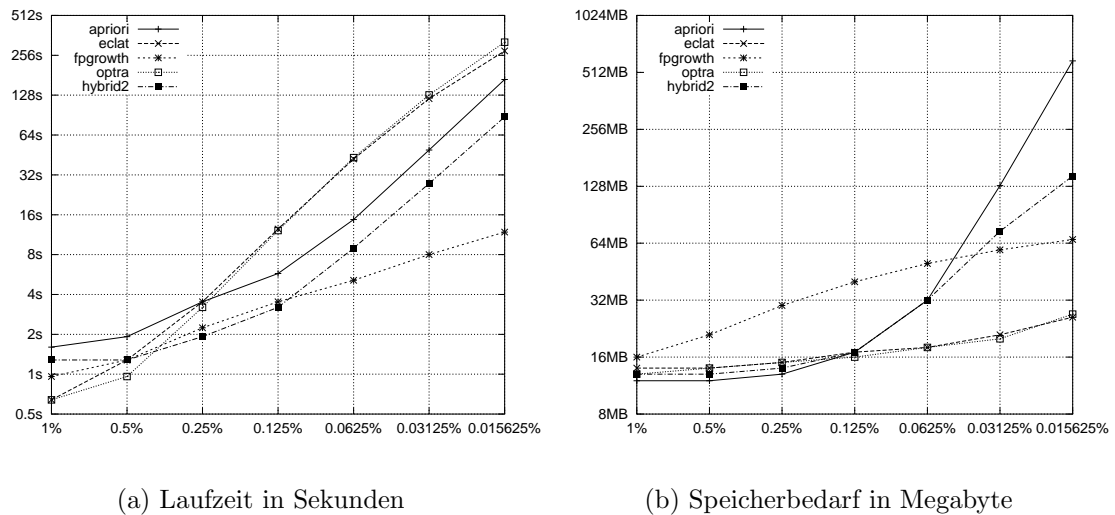 512s
256s
128s
64s
32s
16s
8s
4s
2s
1s
0.5s
apriori
eclat
fpgrowth
optra
hybrid2
1% 0.5% 0.25% 0.125% 0.0625% 0.03125% 0.015625%
(a) Laufzeit in Sekunden
1024MB
512MB
256MB
128MB
64MB
32MB
16MB
8MB
apriori
eclat
fpgrowth
optra
hybrid2
1% 0.5% 0.25% 0.125% 0.0625% 0.03125% 0.015625%
(b) Speicherbedarf in Megabyte